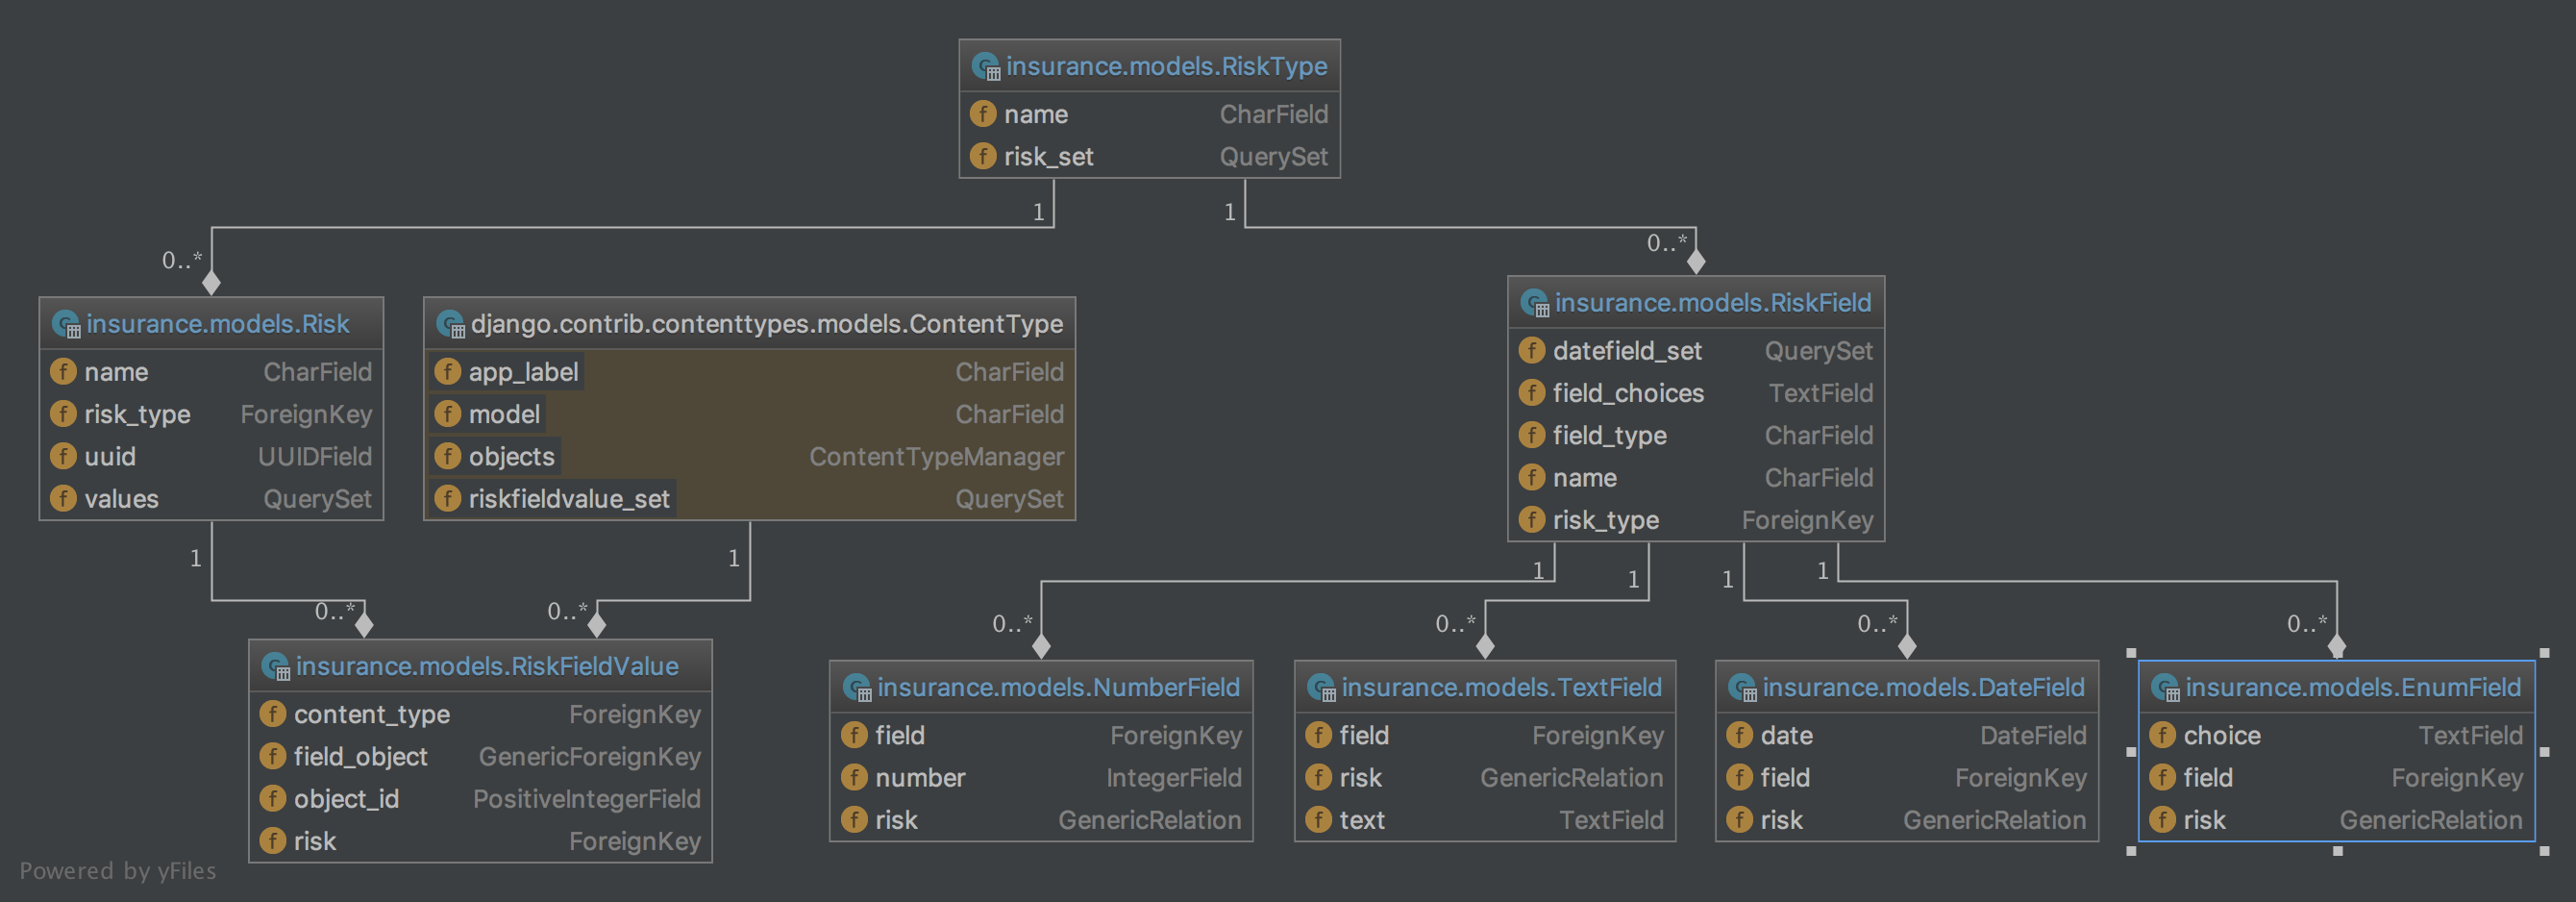 insurance.models.RiskType
name CharField
risk_set QuerySet
1
1
0..*
0..*
insurance.models.Risk
name CharField
risk_type ForeignKey
uuid UUIDField
values QuerySet
django.contrib.contenttypes.models.ContentType
app_label CharField
model CharField
objects ContentTypeManager
riskfieldvalue_set QuerySet
insurance.models.RiskField
datefield_set QuerySet
field_choices TextField
field_type CharField
name CharField
risk_type ForeignKey
1
1
1
1
1
1
0..*
0..*
0..*
0..*
0..*
0..*
insurance.models.RiskFieldValue
content_type ForeignKey
field_object GenericForeignKey
object_id PositiveIntegerField
risk ForeignKey
insurance.models.NumberField
field ForeignKey
number IntegerField
risk GenericRelation
insurance.models.TextField
field ForeignKey
risk GenericRelation
text TextField
insurance.models.DateField
date DateField
field ForeignKey
risk GenericRelation
insurance.models.EnumField
choice TextField
field ForeignKey
risk GenericRelation
Powered by yFiles